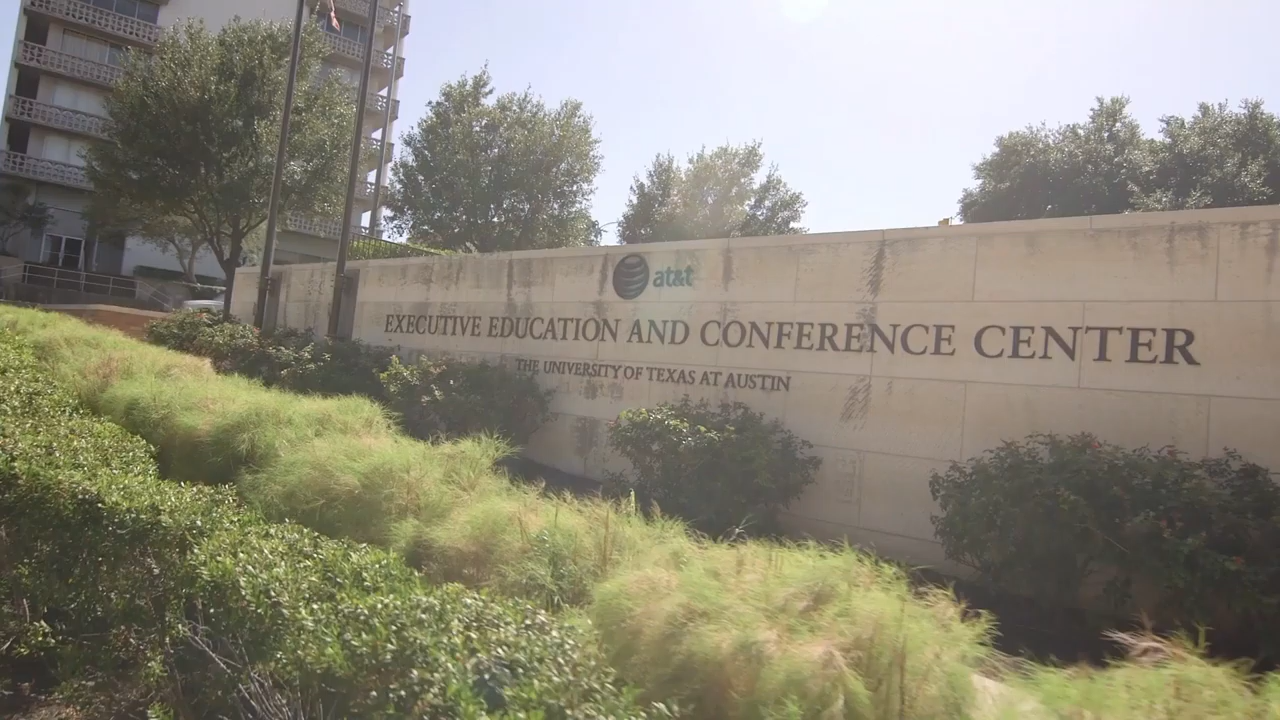 at&t
EXECUTIVE EDUCATION AND CONFERENCE CENTER
THE UNIVERSITY OF TEXAS AT AUSTIN